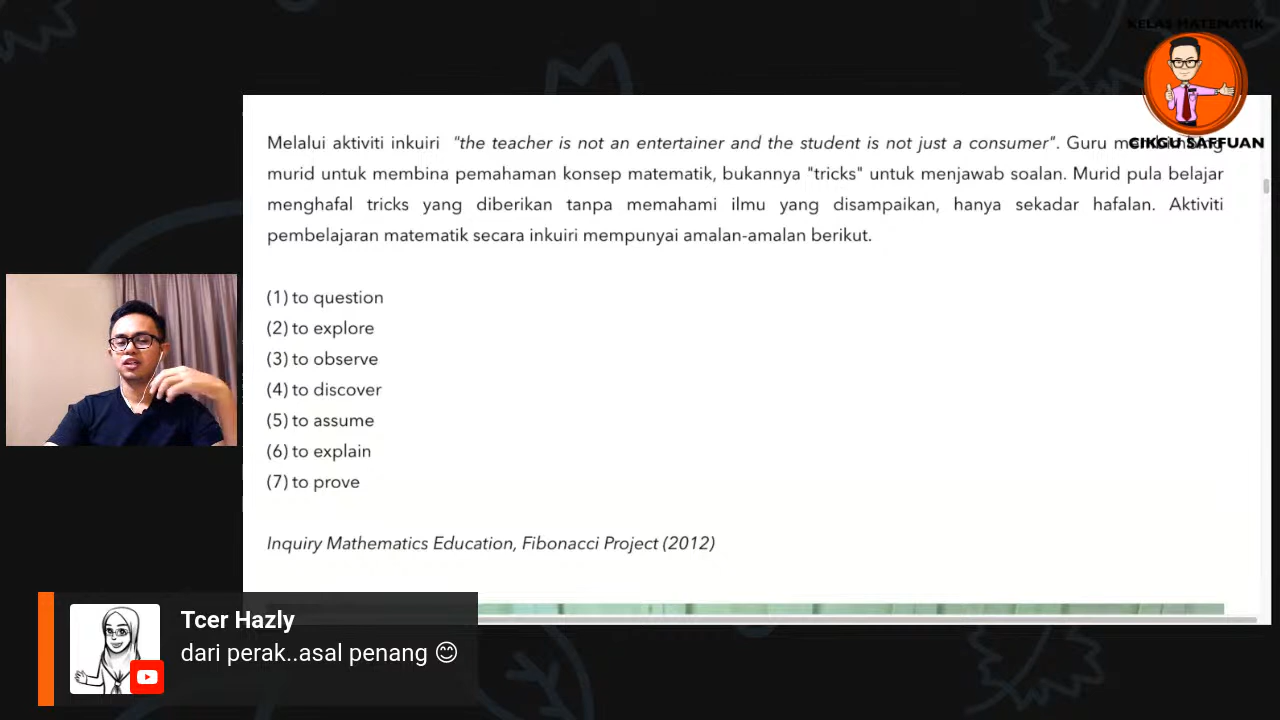 KELAS MATEMATIK
CIKGU SAFFUAN
Melalui aktiviti inkuiri "the teacher is not an entertainer and the student is not just a consumer". Guru
murid untuk membina pemahaman konsep matematik, bukannya "tricks" untuk menjawab soalan. Murid pula belajar
menghafal tricks yang diberikan tanpa memahami ilmu yang disampaikan, hanya sekadar hafalan. Aktiviti
pembelajaran matematik secara inkuiri mempunyai amalan-amalan berikut.
(1) to question
(2) to explore
(3) to observe
(4) to discover
(5) to assume
(6) to explain
(7) to prove
Inquiry Mathematics Education, Fibonacci Project (2012)
Tcer Hazly
dari perak..asal penang 😊